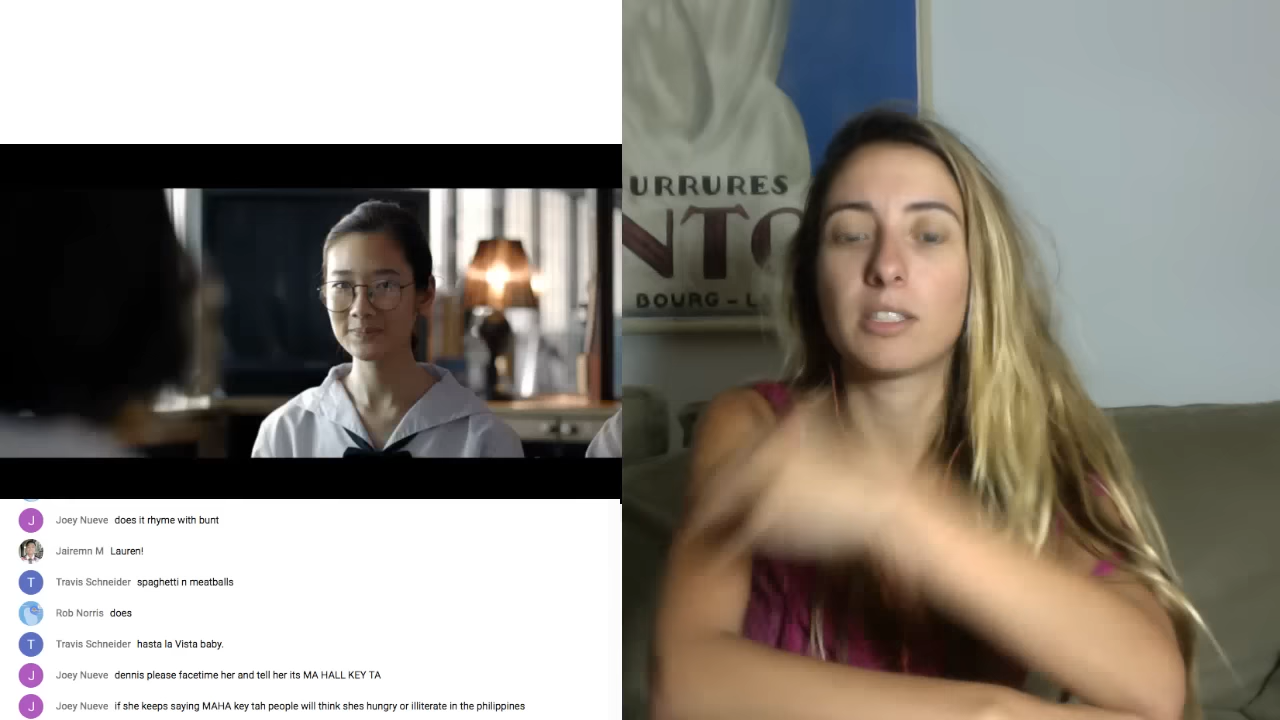 URRURES
NTO
BOURG - L
Joey Nueve does it rhyme with bunt
Jairemn M Lauren!
Travis Schneider spaghetti n meatballs
Rob Norris does
Travis Schneider hasta la Vista baby.
Joey Nueve dennis please facetime her and tell her its MA HALL KEY TA
Joey Nueve if she keeps saying MAHA key tah people will think shes hungry or illiterate in the philippines
J
T
T
J
J